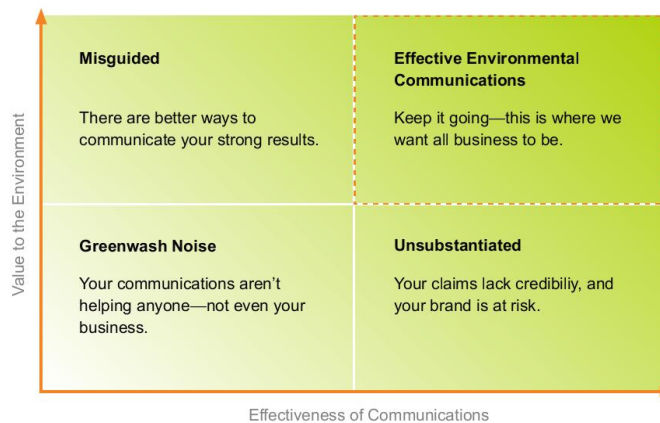 Misguided
There are better ways to
communicate your strong results.
Effective Environmental
Communications
Keep it going—this is where we
want all business to be.
Value to the Environment
Greenwash Noise
Your communications aren't
helping anyone—not even your
business.
Unsubstantiated
Your claims lack credibiliy, and
your brand is at risk.
Effectiveness of Communications